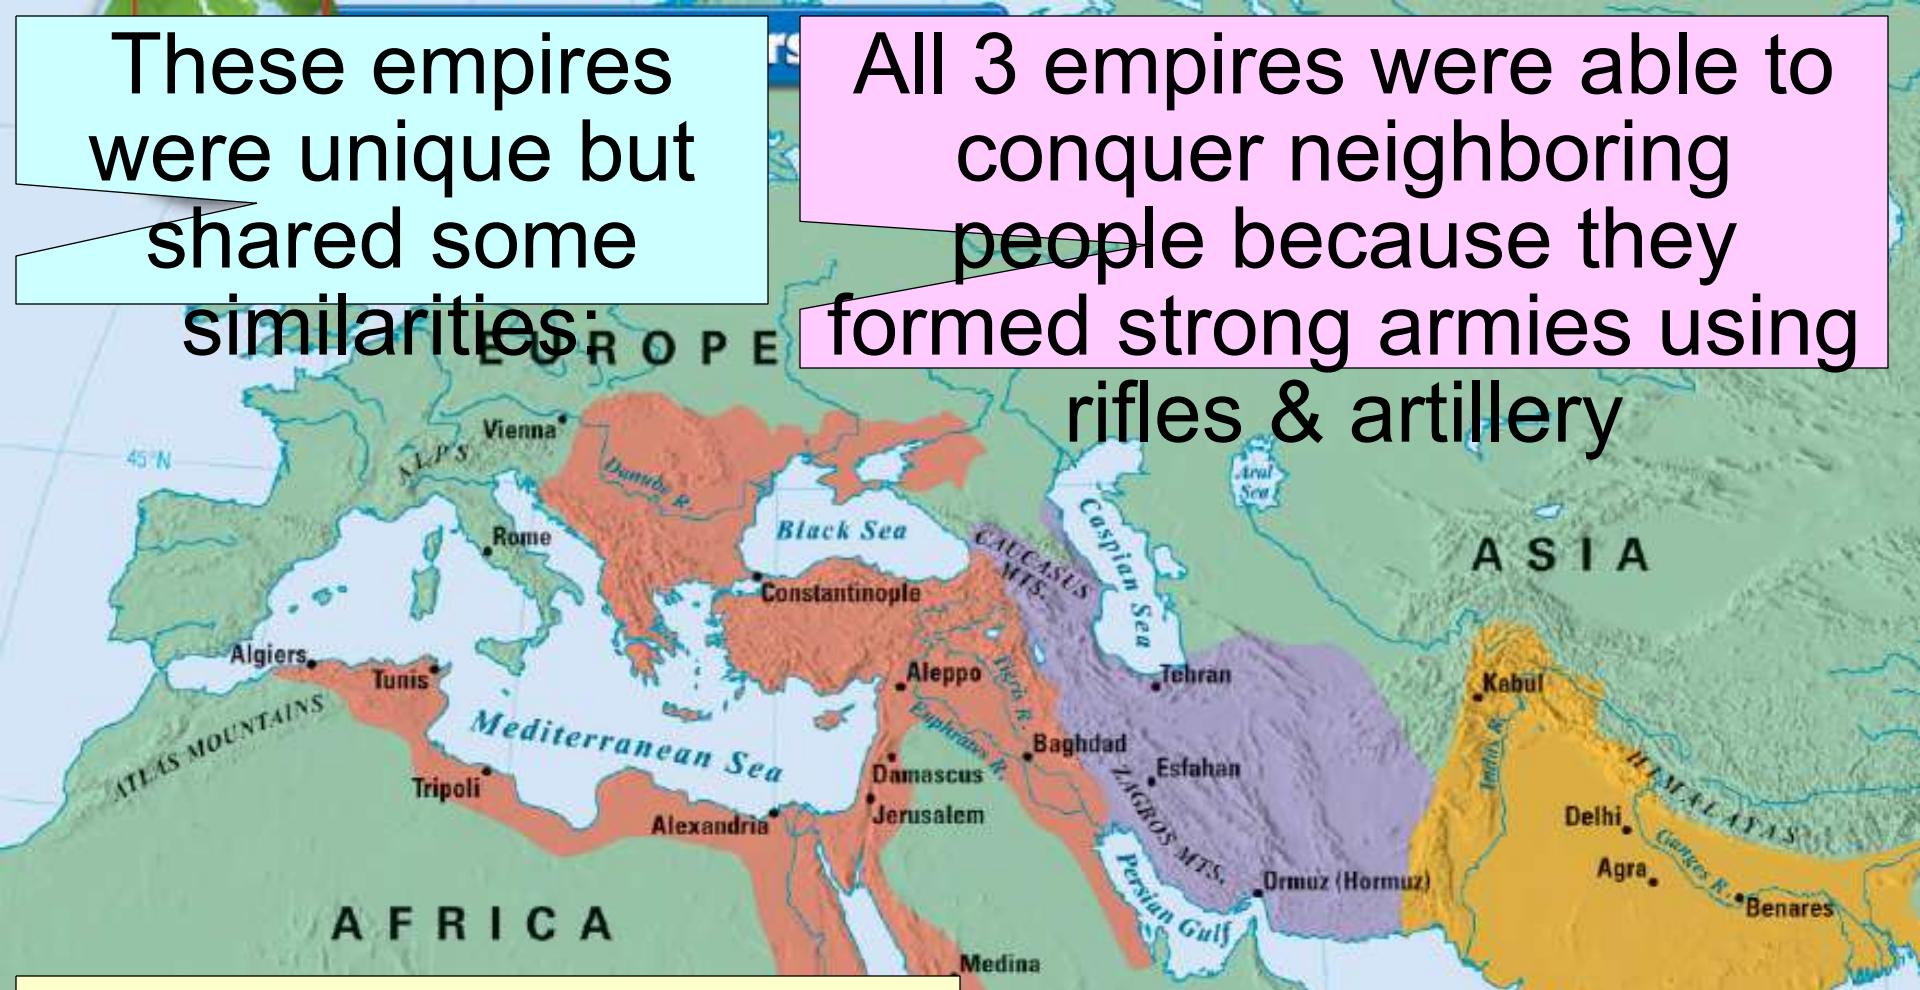 These empires
were unique but
shared some
similarities:
All 3 empires were able to
conquer neighboring
people because they
formed strong armies using
rifles & artillery
EUROPE
Vienna
ALPS
45°N
Danube R.
Aral
Sea
Black Sea
Caspian Sea
ASIA
Rome
CAUCASUS
MTS.
Constantinople
Algiers
Tunis
Aleppo
Tigris R.
Tehran
Kabul
ATLAS MOUNTAINS
Mediterranean Sea
Euphrates R.
Baghdad
Indus R.
Tripoli
Damascus
Esfahan
ZAGROS MTS.
HIMALAYAS
Alexandria
Jerusalem
Delhi
Ganges R.
Agra
Persian Gulf
Ormuz (Hormuz)
Benares
AFRICA
Medina